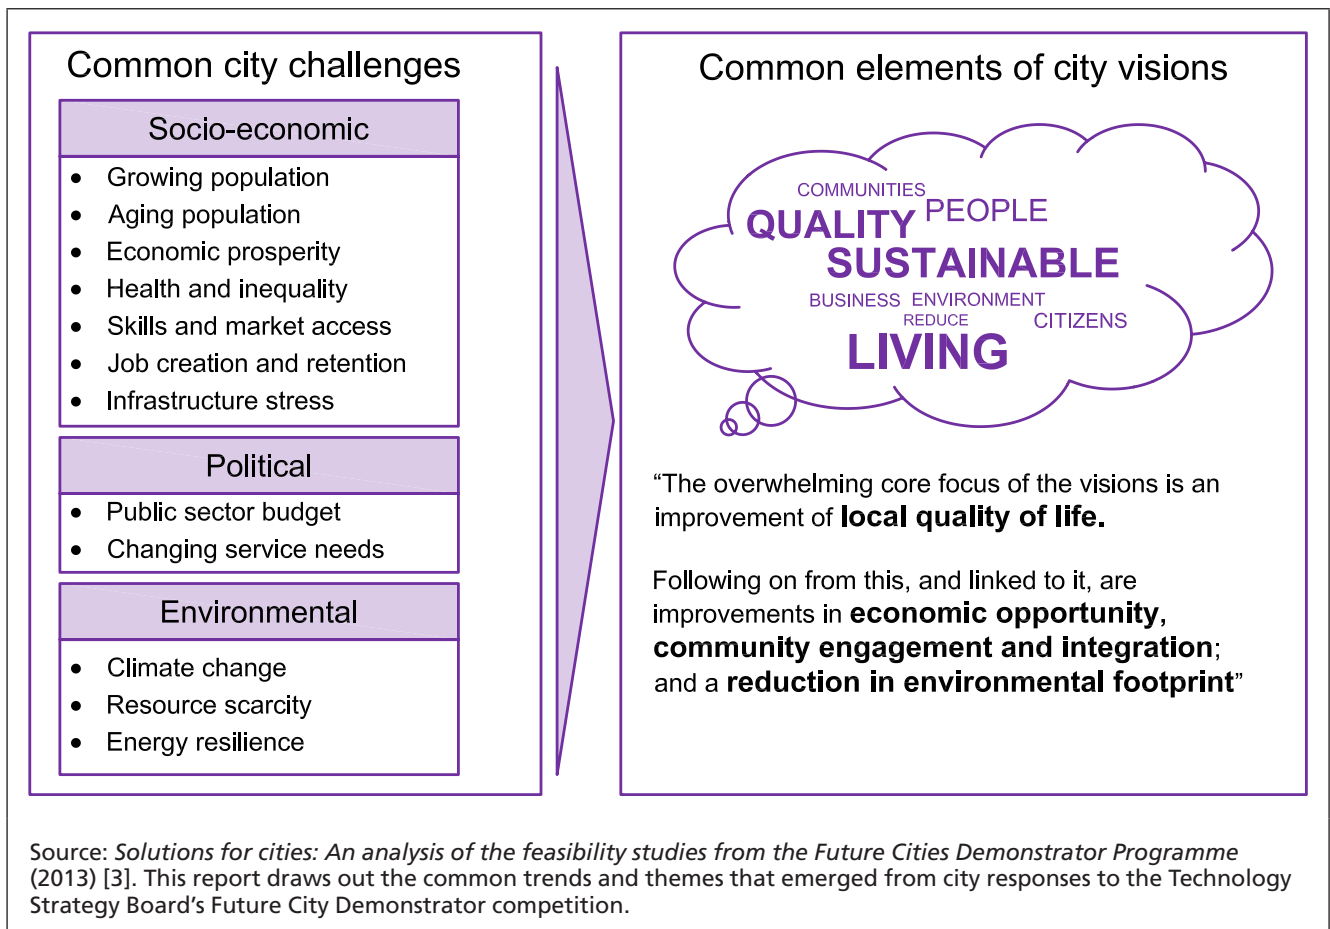 Common city challenges
Socio-economic
• Growing population
• Aging population
• Economic prosperity
• Health and inequality
• Skills and market access
• Job creation and retention
• Infrastructure stress
Political
• Public sector budget
• Changing service needs
Environmental
• Climate change
• Resource scarcity
• Energy resilience
Common elements of city visions
COMMUNITIES
QUALITY PEOPLE
SUSTAINABLE
BUSINESS ENVIRONMENT
REDUCE CITIZENS
LIVING
“The overwhelming core focus of the visions is an
improvement of local quality of life.
Following on from this, and linked to it, are
improvements in economic opportunity,
community engagement and integration;
and a reduction in environmental footprint”
Source: Solutions for cities: An analysis of the feasibility studies from the Future Cities Demonstrator Programme
(2013) [3]. This report draws out the common trends and themes that emerged from city responses to the Technology
Strategy Board’s Future City Demonstrator competition.